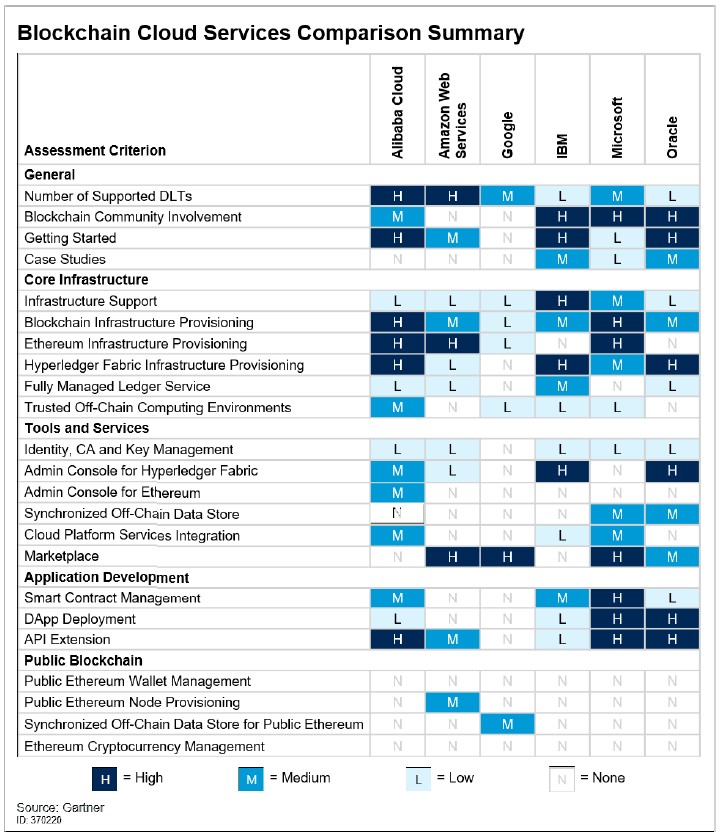 Blockchain Cloud Services Comparison Summary
Assessment Criterion Alibaba Cloud Amazon Web Services Google IBM Microsoft Oracle
General
Number of Supported DLTs H H M L M L
Blockchain Community Involvement M N N H H H
Getting Started H M N H L H
Case Studies N N N M L M
Core Infrastructure
Infrastructure Support L L L H M L
Blockchain Infrastructure Provisioning H M L M H M
Ethereum Infrastructure Provisioning H H L N H N
Hyperledger Fabric Infrastructure Provisioning H L N H M H
Fully Managed Ledger Service L L N M N L
Trusted Off-Chain Computing Environments M N L L L N
Tools and Services
Identity, CA and Key Management L L N L L L
Admin Console for Hyperledger Fabric M L N H N H
Admin Console for Ethereum M N N N N N
Synchronized Off-Chain Data Store N N N N M M
Cloud Platform Services Integration M N N L M N
Marketplace N H H N H M
Application Development
Smart Contract Management M N N M H L
DApp Deployment L N N L H H
API Extension H M N L H H
Public Blockchain
Public Ethereum Wallet Management N N N N N N
Public Ethereum Node Provisioning N M N N N N
Synchronized Off-Chain Data Store for Public Ethereum N N M N N N
Ethereum Cryptocurrency Management N N N N N N
H = High M = Medium L = Low N = None
Source: Gartner
ID: 370220